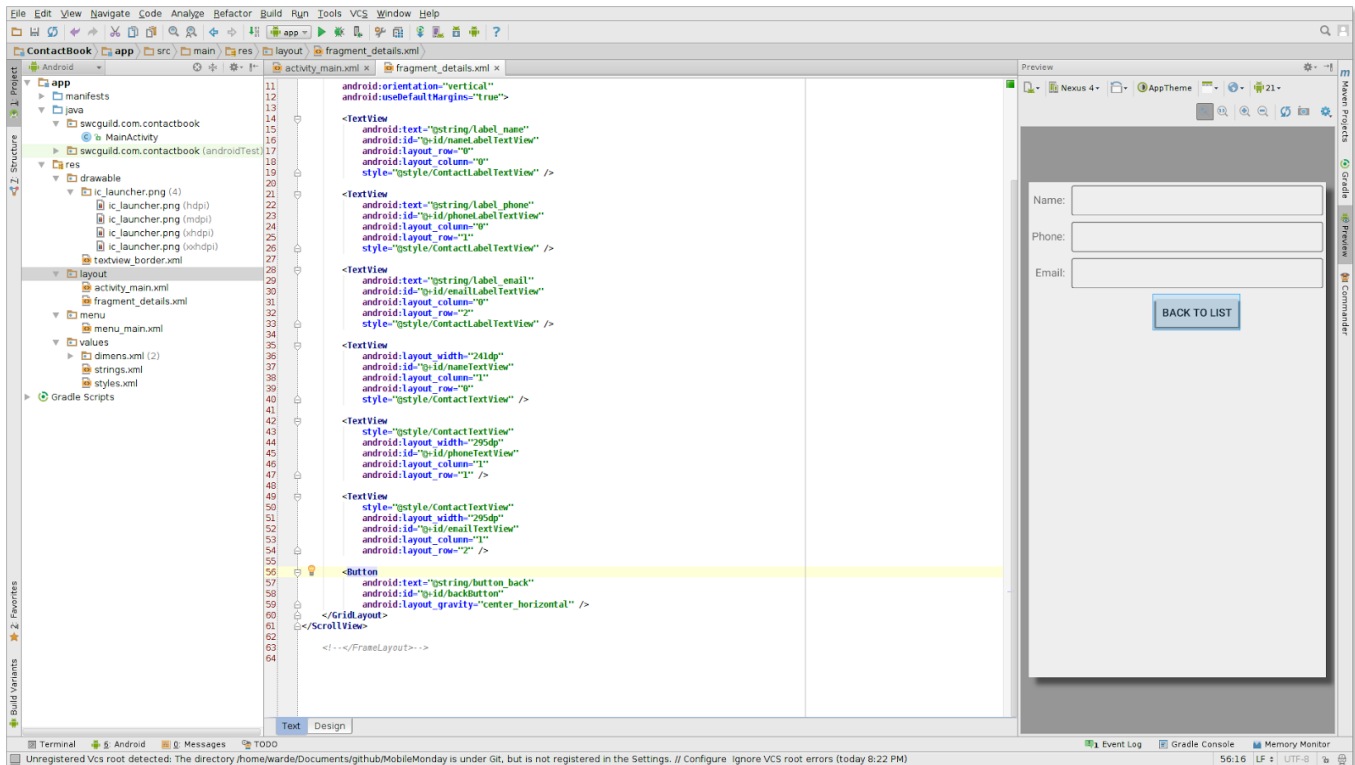 File Edit View Navigate Code Analyze Refactor Build Run Tools VCS Window Help
app
ContactBook app src main res layout fragment_details.xml
Android
activity_main.xml × fragment_details.xml ×
Preview
1: Project
7: Structure
2: Favorites
Build Variants
app
manifests
java
swcguild.com.contactbook
MainActivity
swcguild.com.contactbook (androidTest)
res
drawable
ic_launcher.png (4)
ic_launcher.png (hdpi)
ic_launcher.png (mdpi)
ic_launcher.png (xhdpi)
ic_launcher.png (xxhdpi)
textview_border.xml
layout
activity_main.xml
fragment_details.xml
menu
menu_main.xml
values
dimens.xml (2)
strings.xml
styles.xml
Gradle Scripts
11 android:orientation="vertical"
12 android:useDefaultMargins="true">
13
14 <TextView
15 android:text="@string/label_name"
16 android:id="@+id/nameLabelTextView"
17 android:layout_row="0"
18 android:layout_column="0"
19 style="@style/ContactLabelTextView" />
20
21 <TextView
22 android:text="@string/label_phone"
23 android:id="@+id/phoneLabelTextView"
24 android:layout_column="0"
25 android:layout_row="1"
26 style="@style/ContactLabelTextView" />
27
28 <TextView
29 android:text="@string/label_email"
30 android:id="@+id/emailLabelTextView"
31 android:layout_column="0"
32 android:layout_row="2"
33 style="@style/ContactLabelTextView" />
34
35 <TextView
36 android:layout_width="241dp"
37 android:id="@+id/nameTextView"
38 android:layout_column="1"
39 android:layout_row="0"
40 style="@style/ContactTextView" />
41
42 <TextView
43 style="@style/ContactTextView"
44 android:layout_width="295dp"
45 android:id="@+id/phoneTextView"
46 android:layout_column="1"
47 android:layout_row="1" />
48
49 <TextView
50 style="@style/ContactTextView"
51 android:layout_width="295dp"
52 android:id="@+id/emailTextView"
53 android:layout_column="1"
54 android:layout_row="2" />
55
56 <Button
57 android:text="@string/button_back"
58 android:id="@+id/backButton"
59 android:layout_gravity="center_horizontal" />
60 </GridLayout>
61 </ScrollView>
62
63 <!--</FrameLayout>-->
64
Text Design
Nexus 4 AppTheme 21
Name:
Phone:
Email:
BACK TO LIST
Maven Projects
Gradle
Preview
Commander
Terminal 6: Android 0: Messages TODO
1 Event Log Gradle Console Memory Monitor
Unregistered Vcs root detected: The directory /home/warde/Documents/github/MobileMonday is under Git, but is not registered in the Settings. // Configure Ignore VCS root errors (today 8:22 PM)
56:16 LF UTF-8